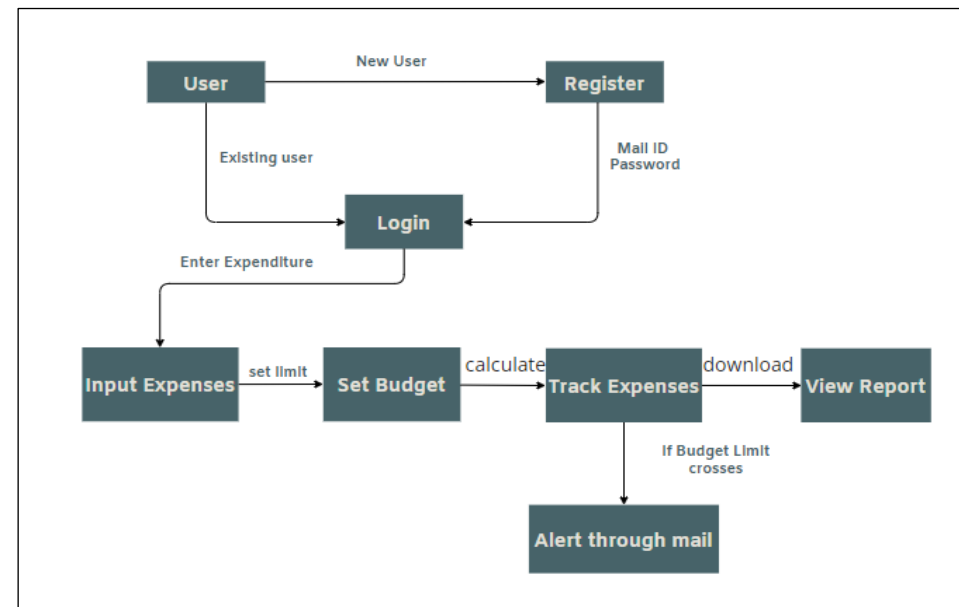 New User
User
Register
Existing user
Mail ID
Password
Login
Enter Expenditure
Input Expenses
set limit
Set Budget
calculate
Track Expenses
download
View Report
If Budget Limit
crosses
Alert through mail